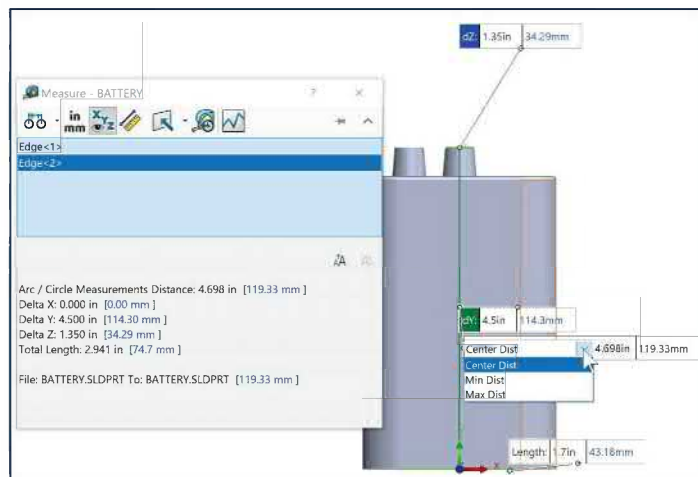 dZ: 1.35in 34.29mm
Measure - BATTERY
? ×
in
mm
XYZ
Edge<1>
Edge<2>
Arc / Circle Measurements Distance: 4.698 in [119.33 mm ]
Delta X: 0.000 in [0.00 mm ]
Delta Y: 4.500 in [114.30 mm ]
Delta Z: 1.350 in [34.29 mm ]
Total Length: 2.941 in [74.7 mm ]
File: BATTERY.SLDPRT To: BATTERY.SLDPRT [119.33 mm ]
dY: 4.5in 114.3mm
Center Dist 4.698in 119.33mm
Center Dist
Min Dist
Max Dist
X
Length: 1.7in 43.18mm